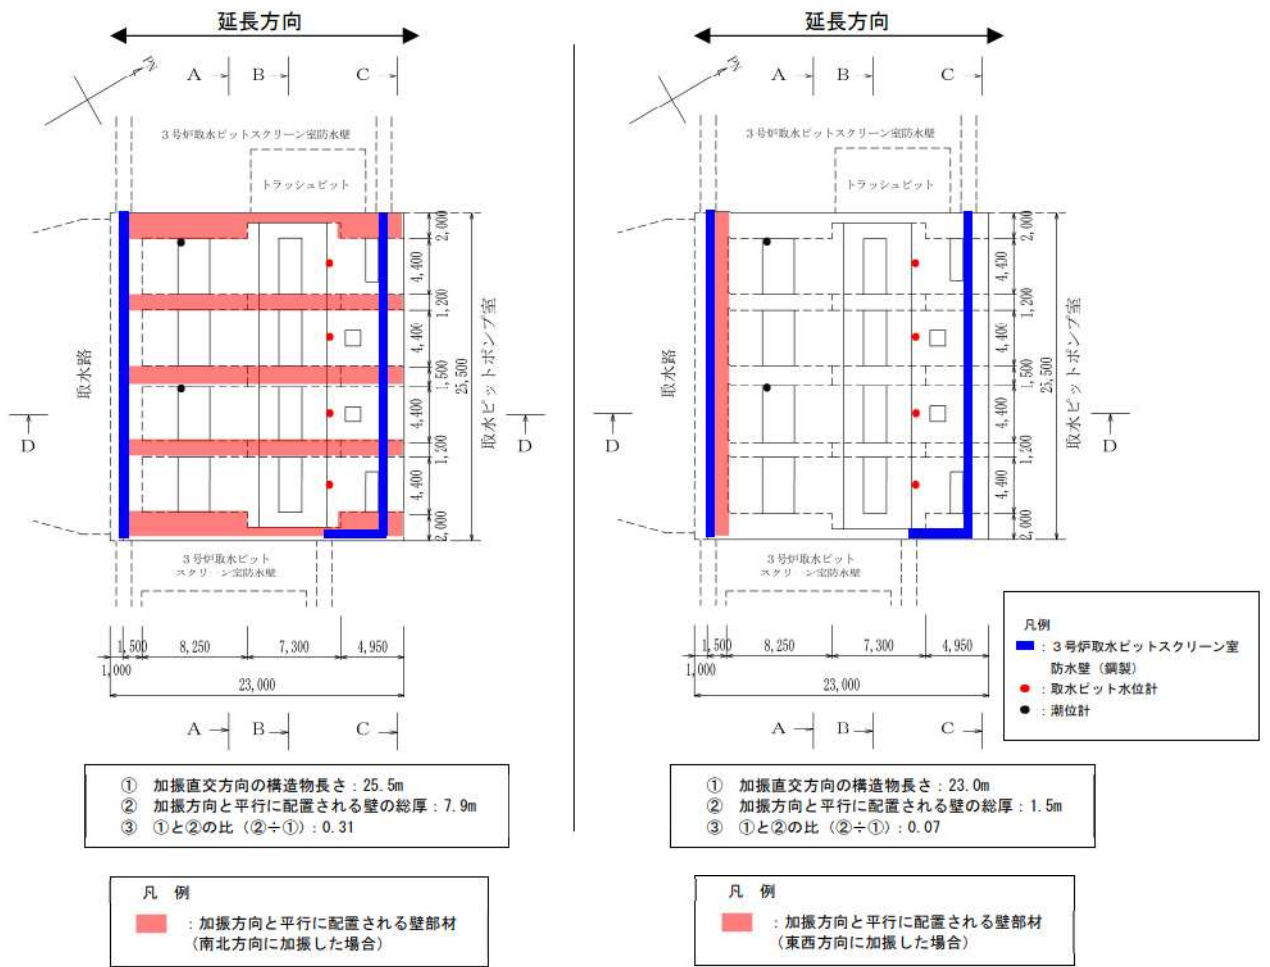 延長方向
PN
A
B
C
３号炉取水ピットスクリーン室防水壁
トラッシュピット
2,000
4,400
1,200
4,400
1,500
4,400
1,200
4,400
2,000
25,500
取水路
取水ピットポンプ室
D
D
３号炉取水ピット
スクリーン室防水壁
1,500
8,250
7,300
4,950
1,000
23,000
A
B
C
① 加振直交方向の構造物長さ：25.5m
② 加振方向と平行に配置される壁の総厚：7.9m
③ ①と②の比（②÷①）：0.31
凡 例
：加振方向と平行に配置される壁部材
（南北方向に加振した場合）
延長方向
PN
A
B
C
３号炉取水ピットスクリーン室防水壁
トラッシュピット
2,000
4,400
1,200
4,400
1,500
4,400
1,200
4,400
2,000
25,500
取水路
取水ピットポンプ室
D
D
３号炉取水ピット
スクリーン室防水壁
1,500
8,250
7,300
4,950
1,000
23,000
A
B
C
凡例
：３号炉取水ピットスクリーン室
防水壁（鋼製）
：取水ピット水位計
：潮位計
① 加振直交方向の構造物長さ：23.0m
② 加振方向と平行に配置される壁の総厚：1.5m
③ ①と②の比（②÷①）：0.07
凡 例
：加振方向と平行に配置される壁部材
（東西方向に加振した場合）